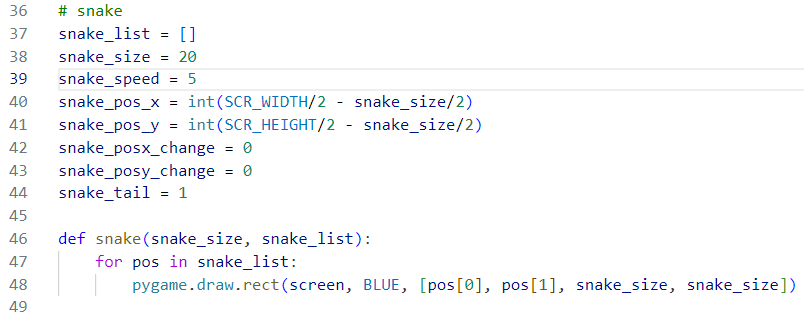 36 # snake
37 snake_list = []
38 snake_size = 20
39 snake_speed = 5
40 snake_pos_x = int(SCR_WIDTH/2 - snake_size/2)
41 snake_pos_y = int(SCR_HEIGHT/2 - snake_size/2)
42 snake_posx_change = 0
43 snake_posy_change = 0
44 snake_tail = 1
45
46 def snake(snake_size, snake_list):
47     for pos in snake_list:
48         pygame.draw.rect(screen, BLUE, [pos[0], pos[1], snake_size, snake_size])
49